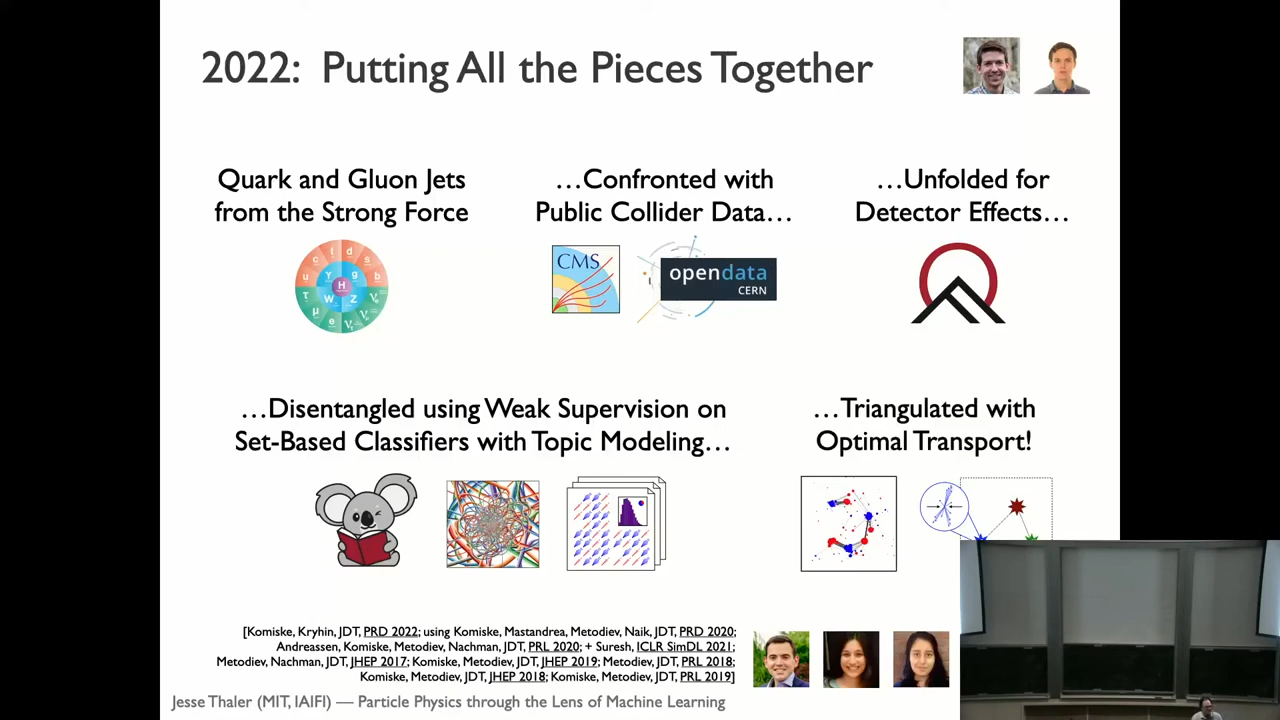 2022: Putting All the Pieces Together
Quark and Gluon Jets
from the Strong Force
…Confronted with
Public Collider Data…
…Unfolded for
Detector Effects…
c t d s
u γ g b
H
τ W Z ντ
μ e ντ νμ
CMS
opendata
CERN
…Disentangled using Weak Supervision on
Set-Based Classifiers with Topic Modeling…
…Triangulated with
Optimal Transport!
[Komiske, Kryhin, JDT, PRD 2022; using Komiske, Mastandrea, Metodiev, Naik, JDT, PRD 2020;
Andreassen, Komiske, Metodiev, Nachman, JDT, PRL 2020; + Suresh, ICLR SimDL 2021;
Metodiev, Nachman, JDT, JHEP 2017; Komiske, Metodiev, JDT, JHEP 2019; Metodiev, JDT, PRL 2018;
Komiske, Metodiev, JDT, JHEP 2018; Komiske, Metodiev, JDT, PRL 2019]
Jesse Thaler (MIT, IAIFI) — Particle Physics through the Lens of Machine Learning